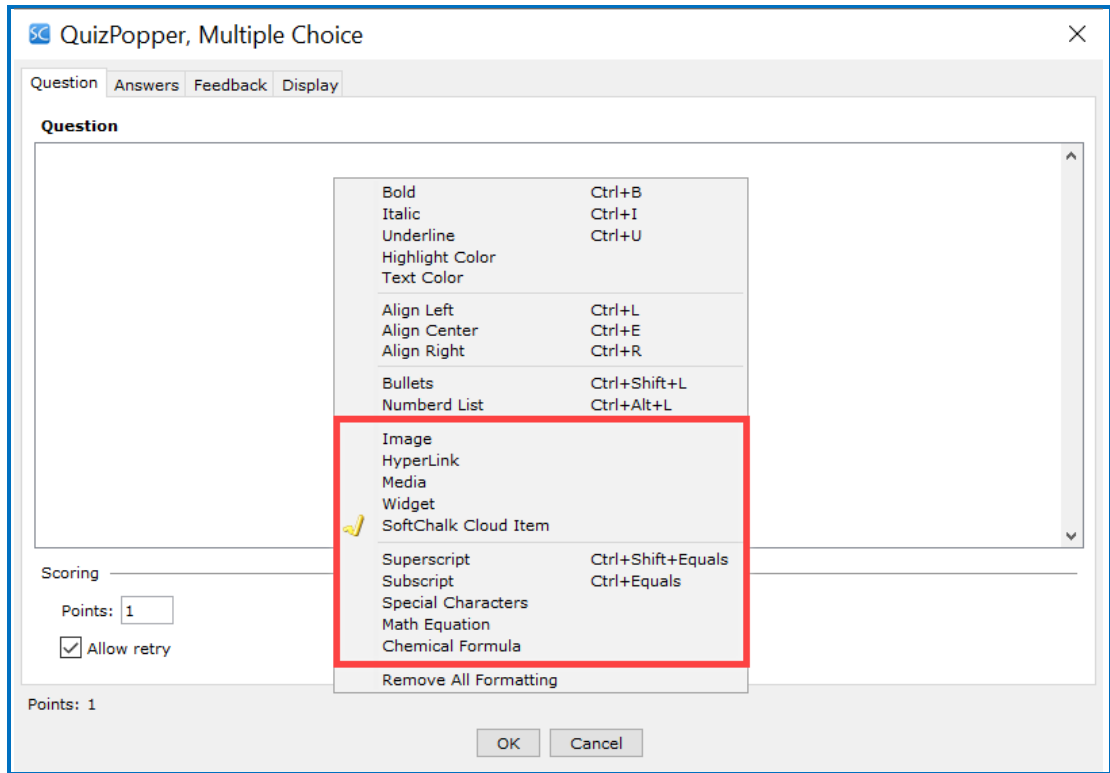 SC QuizPopper, Multiple Choice
Question Answers Feedback Display
Question
Bold Ctrl+B
Italic Ctrl+I
Underline Ctrl+U
Highlight Color
Text Color
Align Left Ctrl+L
Align Center Ctrl+E
Align Right Ctrl+R
Bullets Ctrl+Shift+L
Numberd List Ctrl+Alt+L
Image
HyperLink
Media
Widget
SoftChalk Cloud Item
Superscript Ctrl+Shift+Equals
Subscript Ctrl+Equals
Special Characters
Math Equation
Chemical Formula
Remove All Formatting
Scoring
Points: 1
Allow retry
Points: 1
OK Cancel